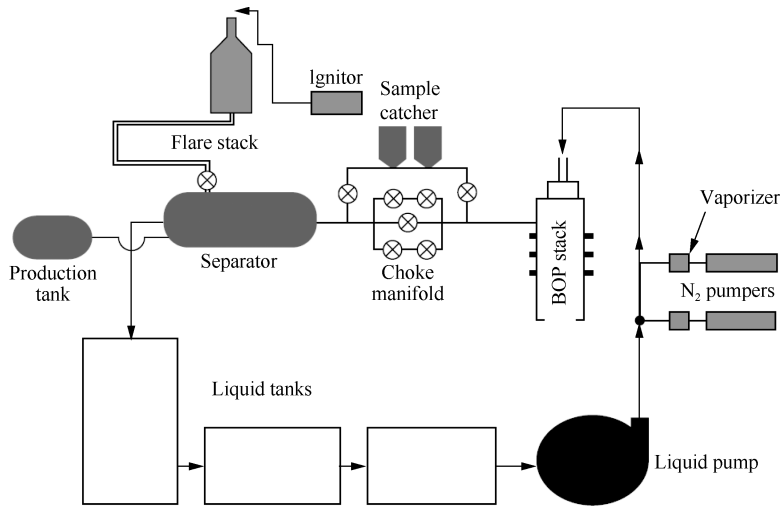 Ignitor
Sample
catcher
Flare stack
Vaporizer
Production
tank
Separator
Choke
manifold
BOP stack
N₂ pumpers
Liquid tanks
Liquid pump